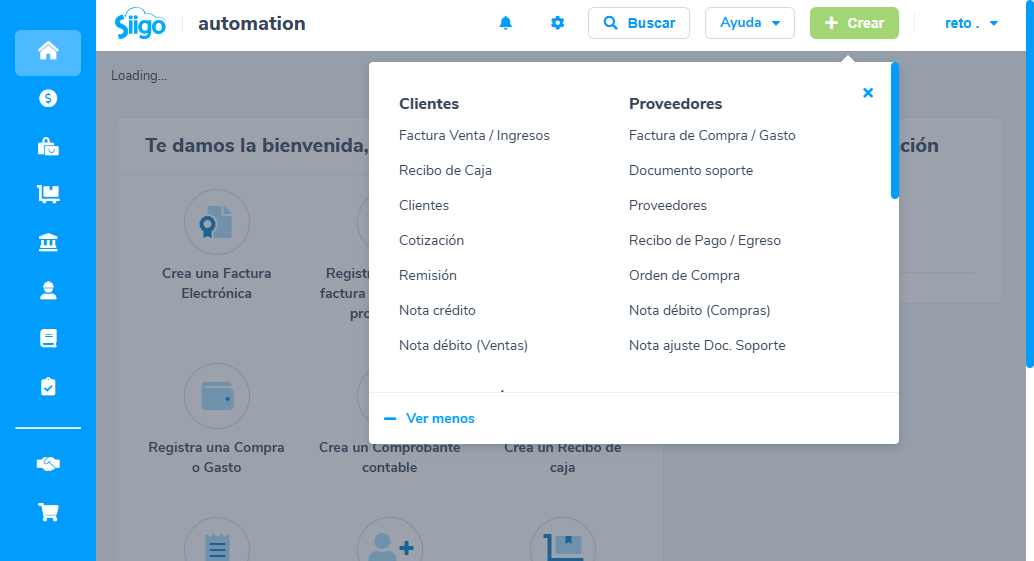 Siigo
automation
Buscar
Ayuda
Crear
reto .
Loading...
Te damos la bienvenida,
ción
Clientes
Factura Venta / Ingresos
Recibo de Caja
Clientes
Cotización
Remisión
Nota crédito
Nota débito (Ventas)
Proveedores
Factura de Compra / Gasto
Documento soporte
Proveedores
Recibo de Pago / Egreso
Orden de Compra
Nota débito (Compras)
Nota ajuste Doc. Soporte
Ver menos
Crea una Factura
Electrónica
Regist
factura
pro
Registra una Compra
o Gasto
Crea un Comprobante
contable
Crea un Recibo de
caja